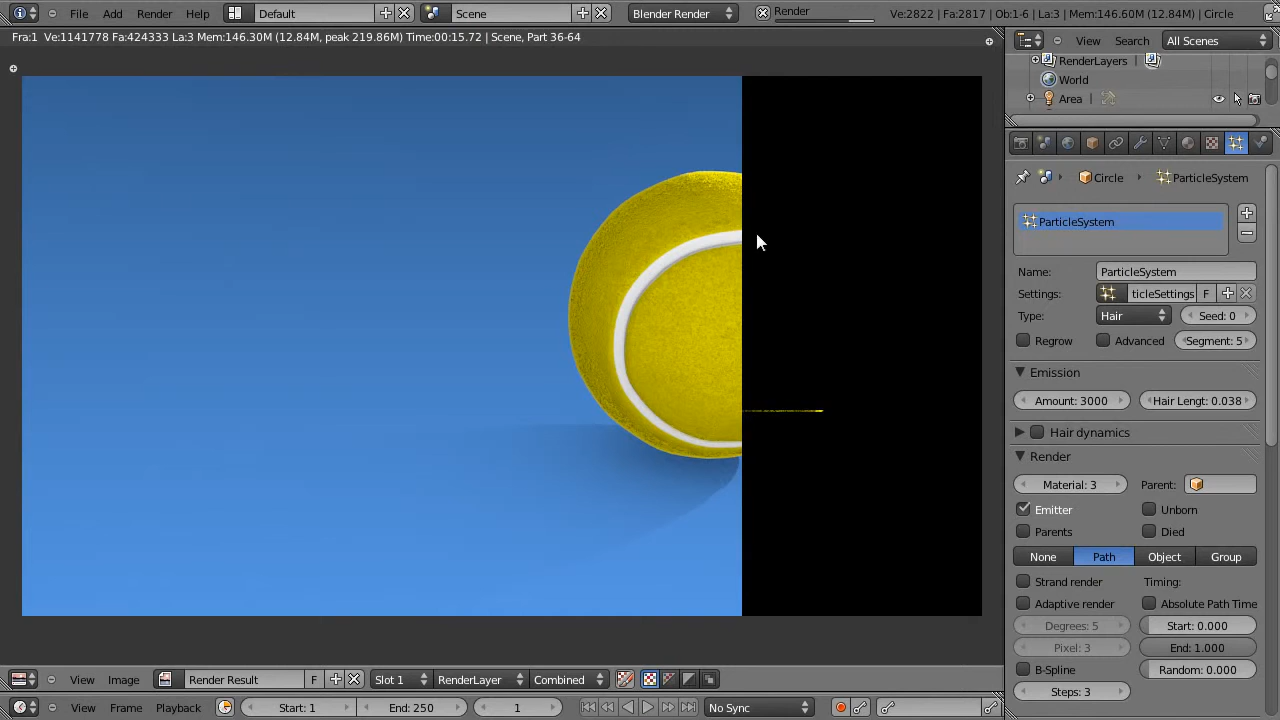 File Add Render Help Default Scene Blender Render Render Ve:2822 | Fa:2817 | Ob:1-6 | La:3 | Mem:146.60M (12.84M) | Circle
Fra:1 Ve:1141778 Fa:424333 La:3 Mem:146.30M (12.84M, peak 219.86M) Time:00:15.72 | Scene, Part 36-64
View Search All Scenes
RenderLayers |
World
Area |
Circle ParticleSystem
ParticleSystem
Name: ParticleSystem
Settings: ticleSettings F
Type: Hair Seed: 0
Regrow Advanced Segment: 5
Emission
Amount: 3000 Hair Lengt: 0.038
Hair dynamics
Render
Material: 3 Parent:
Emitter Unborn
Parents Died
None Path Object Group
Strand render Timing:
Adaptive render Absolute Path Time
Degrees: 5 Start: 0.000
Pixel: 3 End: 1.000
B-Spline Random: 0.000
Steps: 3
View Image Render Result F Slot 1 RenderLayer Combined
View Frame Playback Start: 1 End: 250 1 No Sync